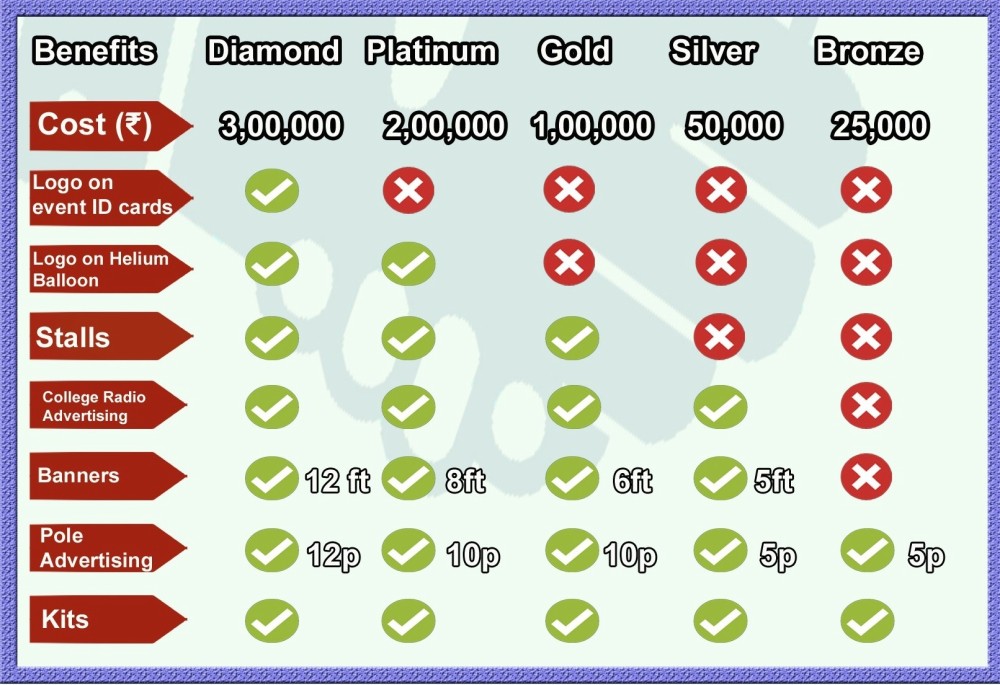 Benefits Diamond Platinum Gold Silver Bronze
Cost (₹) 3,00,000 2,00,000 1,00,000 50,000 25,000
Logo on
event ID cards
Logo on Helium
Balloon
Stalls
College Radio
Advertising
Banners 12 ft 8ft 6ft 5ft
Pole
Advertising 12p 10p 10p 5p 5p
Kits